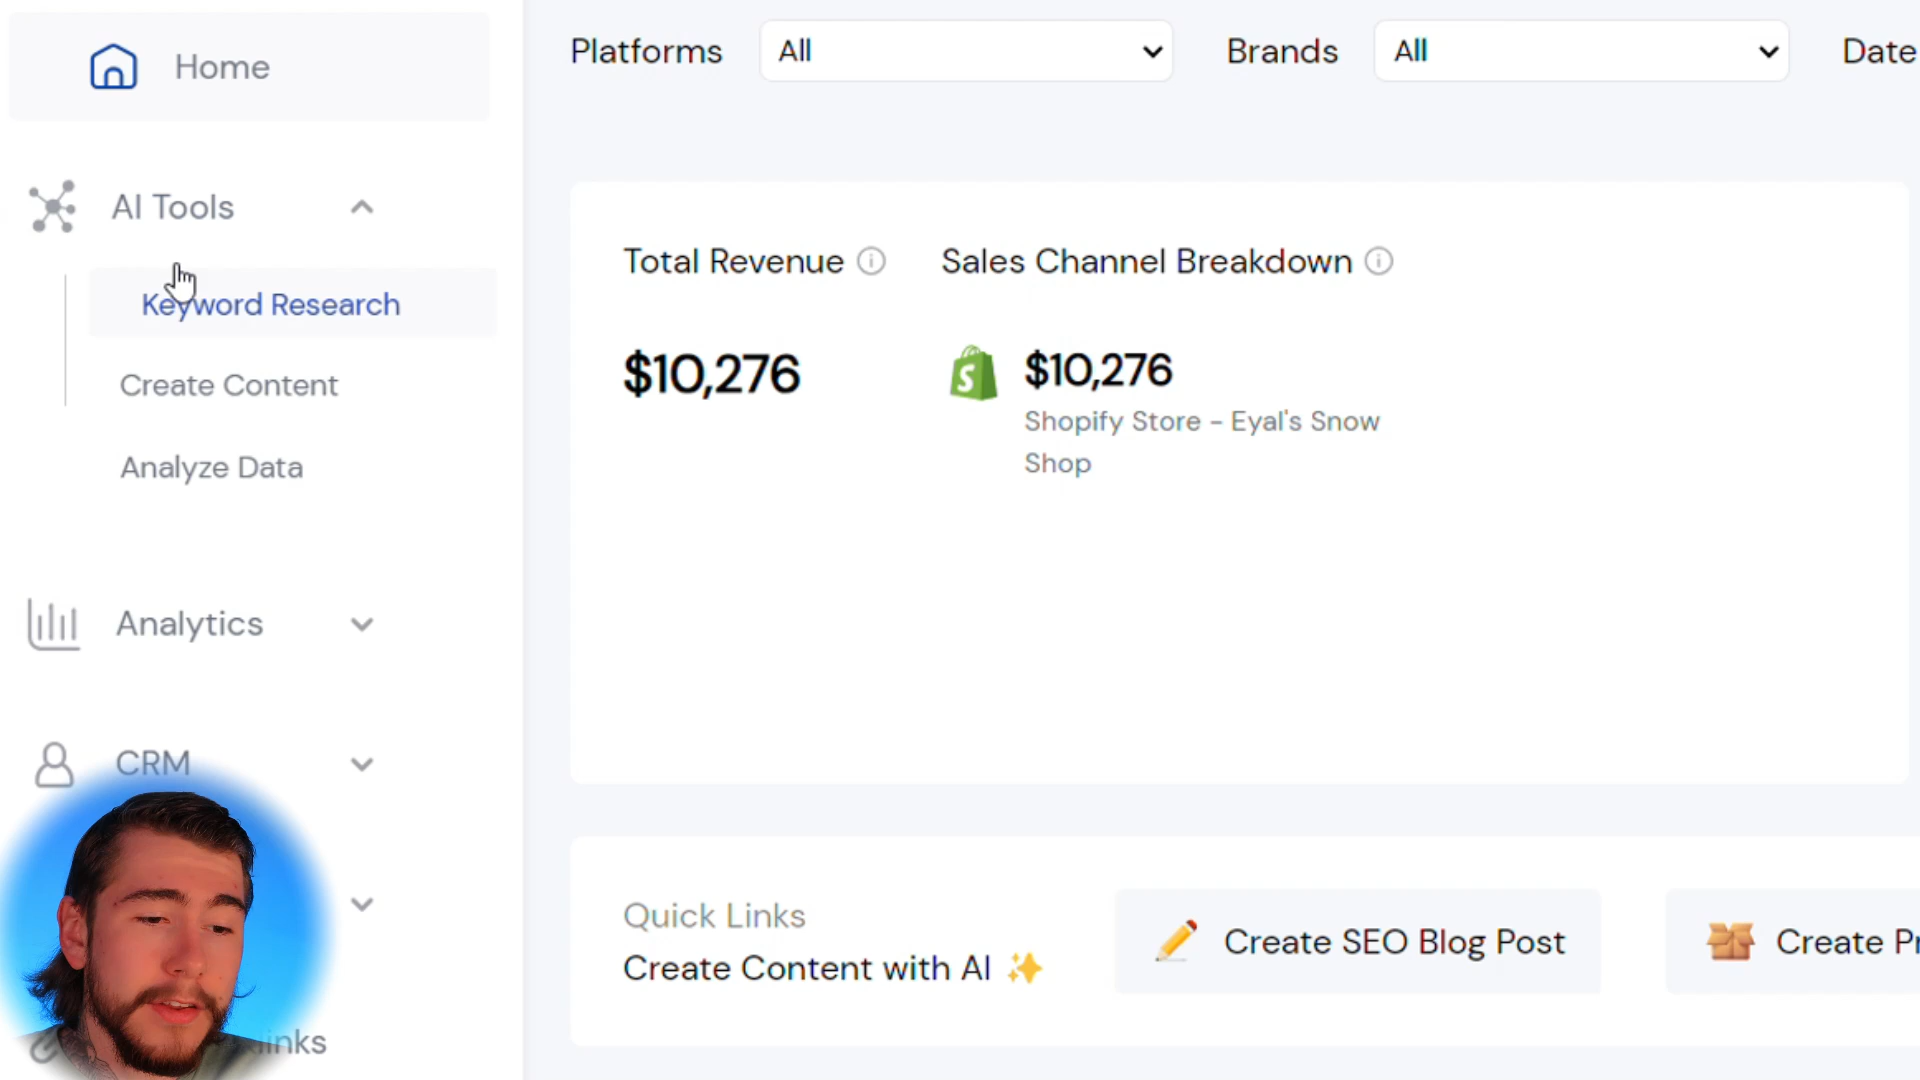 Home
Platforms
All
Brands
All
Date
AI Tools
Keyword Research
Create Content
Analyze Data
Total Revenue
$10,276
Sales Channel Breakdown
$10,276
Shopify Store - Eyal's Snow
Shop
Analytics
CRM
Quick Links
Create Content with AI
Create SEO Blog Post
Create